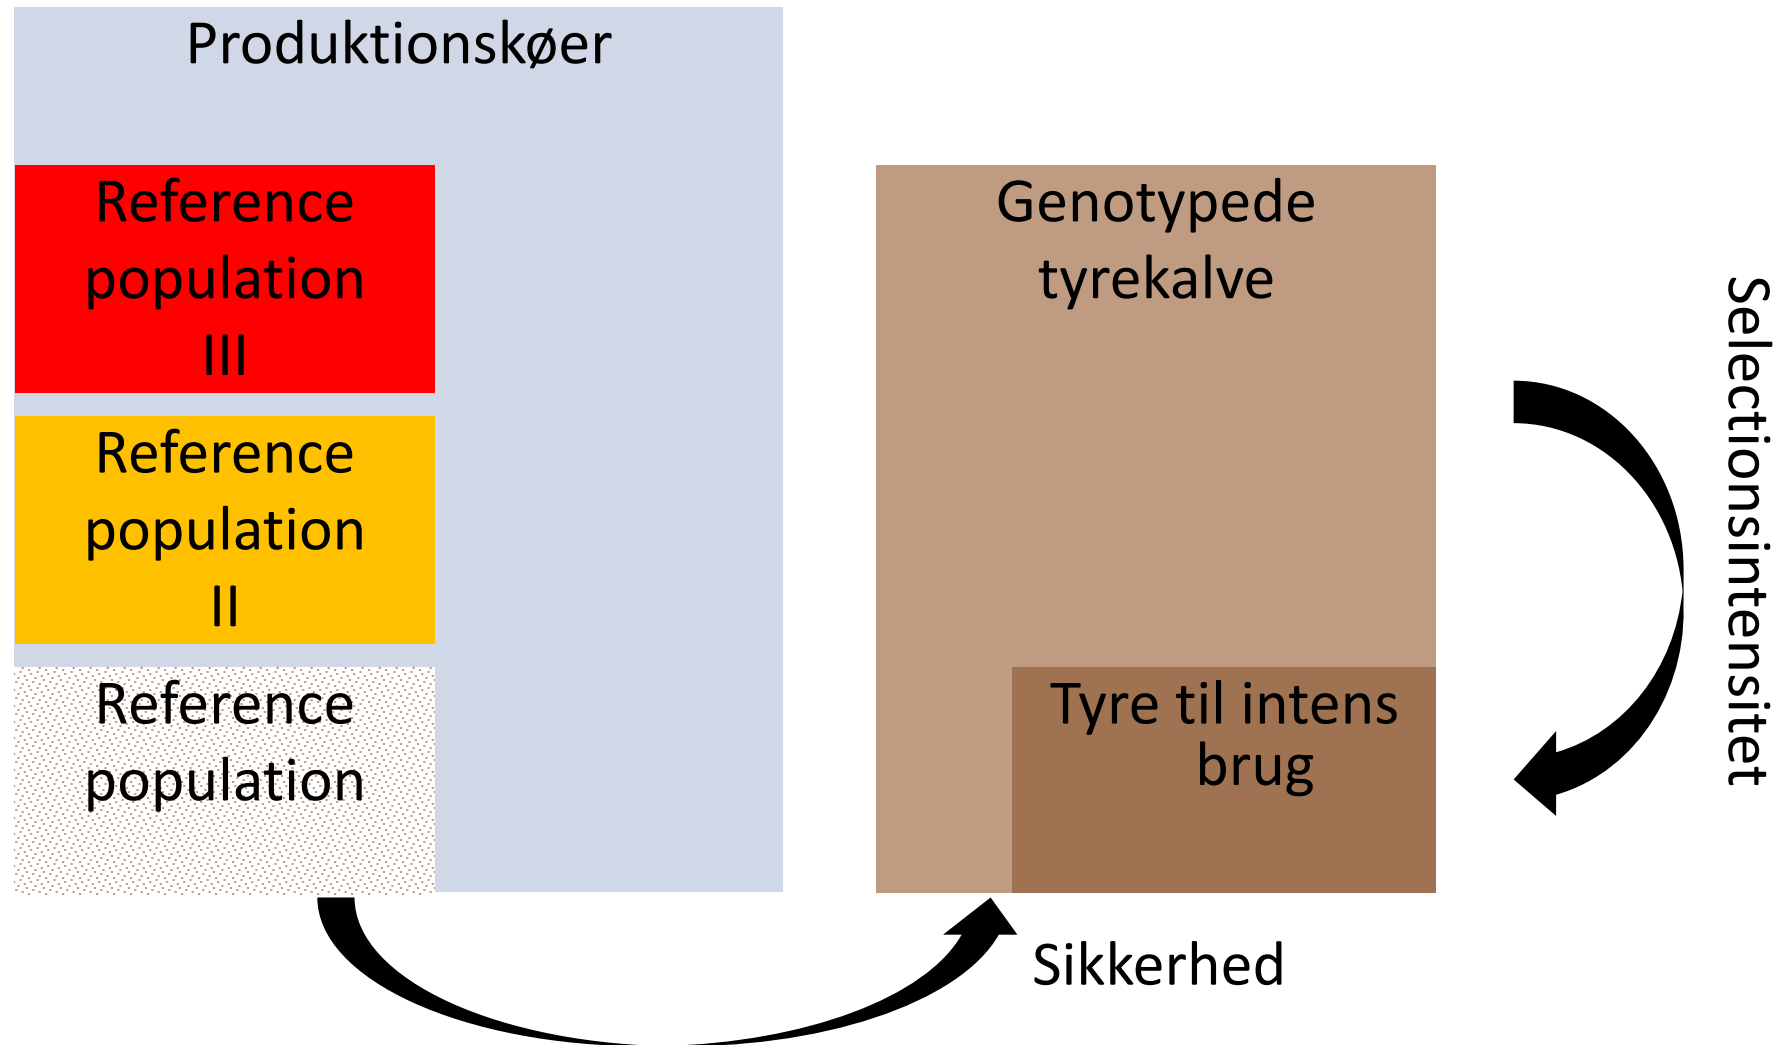 Produktionskøer
Reference
population
III
Reference
population
II
Reference
population
Genotypede
tyrekalve
Tyre til intens
brug
Sikkerhed
Selectionsintensitet